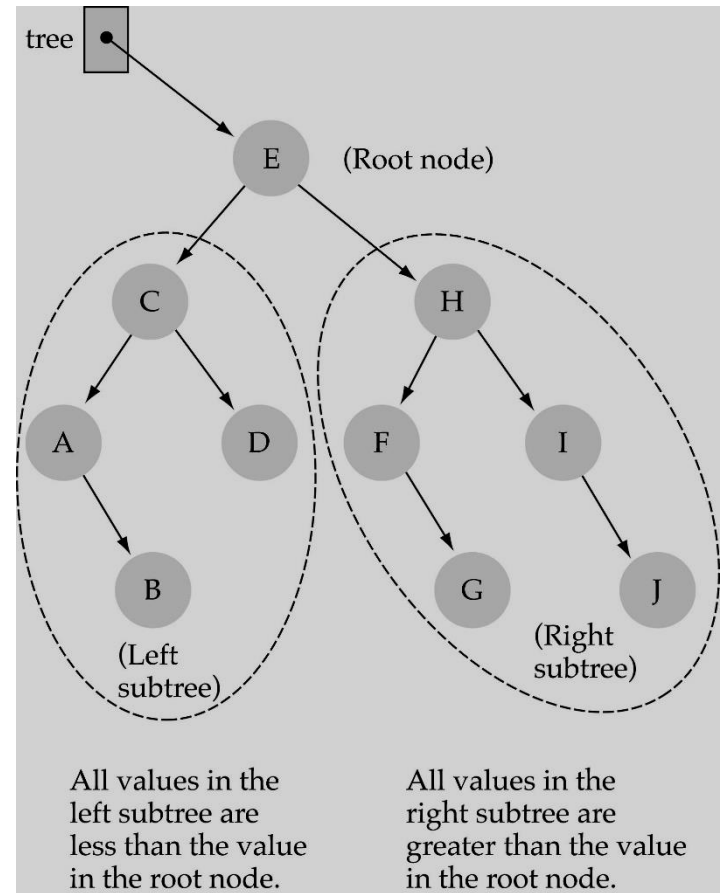 tree
E
(Root node)
C
H
A
D
F
I
B
G
J
(Left
subtree)
(Right
subtree)
All values in the
left subtree are
less than the value
in the root node.
All values in the
right subtree are
greater than the value
in the root node.